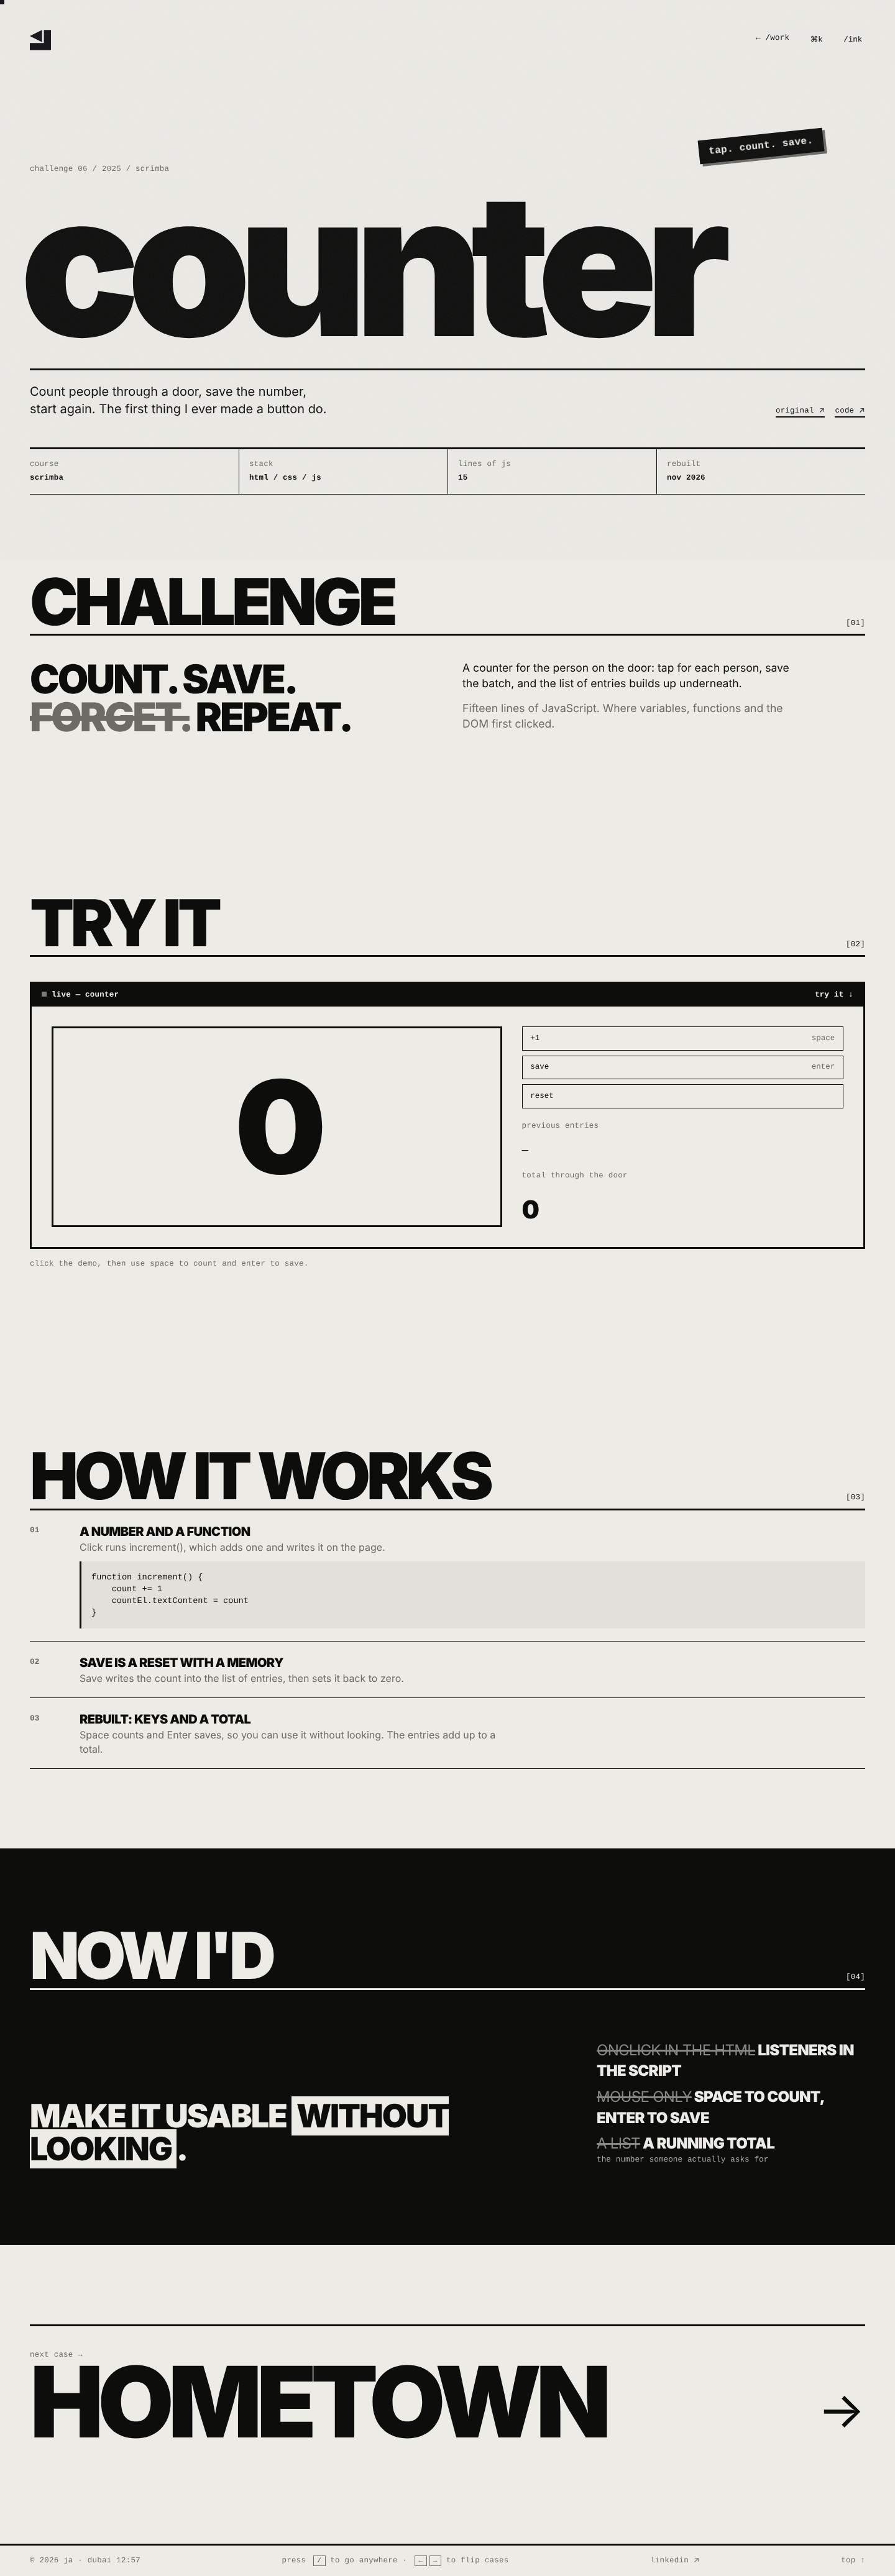 ← /work ⌘k /ink
tap. count. save.
challenge 06 / 2025 / scrimba
counter
Count people through a door, save the number,
start again. The first thing I ever made a button do.
original ↗ code ↗
course
scrimba
stack
html / css / js
lines of js
15
rebuilt
nov 2026
CHALLENGE
[01]
COUNT. SAVE.
FORGET. REPEAT.
A counter for the person on the door: tap for each person, save
the batch, and the list of entries builds up underneath.
Fifteen lines of JavaScript. Where variables, functions and the
DOM first clicked.
TRY IT
[02]
live — counter
try it ↓
0
+1 space
save enter
reset
previous entries
—
total through the door
0
click the demo, then use space to count and enter to save.
HOW IT WORKS
[03]
01
A NUMBER AND A FUNCTION
Click runs increment(), which adds one and writes it on the page.
function increment() {
    count += 1
    countEl.textContent = count
}
02
SAVE IS A RESET WITH A MEMORY
Save writes the count into the list of entries, then sets it back to zero.
03
REBUILT: KEYS AND A TOTAL
Space counts and Enter saves, so you can use it without looking. The entries add up to a
total.
NOW I'D
[04]
MAKE IT USABLE WITHOUT
LOOKING.
ONCLICK IN THE HTML LISTENERS IN
THE SCRIPT
MOUSE ONLY SPACE TO COUNT,
ENTER TO SAVE
A LIST A RUNNING TOTAL
the number someone actually asks for
next case →
HOMETOWN
→
© 2026 ja · dubai 12:57
press / to go anywhere · ← → to flip cases
linkedin ↗
top ↑